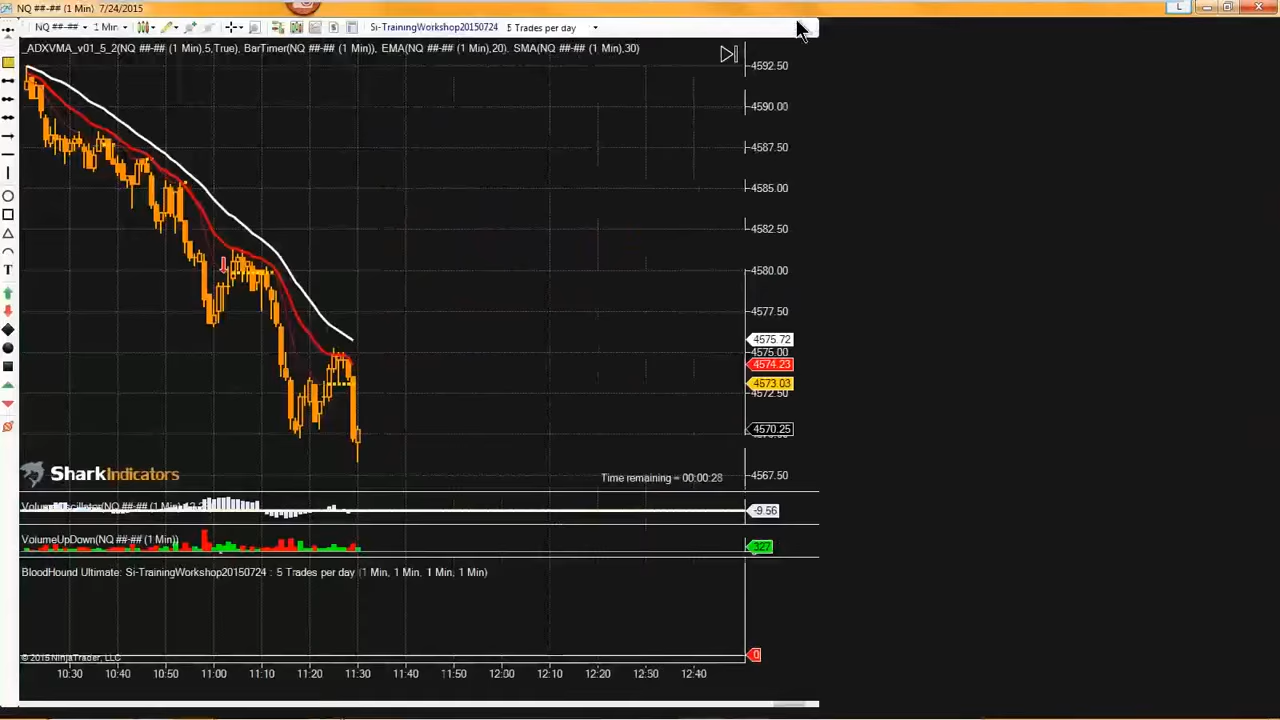 NQ ##-## (1 Min) 7/24/2015
L
NQ ##-## 1 Min Si-TrainingWorkshop20150724 5 Trades per day
_ADXVMA_v01_5_2(NQ ##-## (1 Min),5,True), BarTimer(NQ ##-## (1 Min)), EMA(NQ ##-## (1 Min),20), SMA(NQ ##-## (1 Min),30)
4592.50
4590.00
4587.50
4585.00
4582.50
4580.00
4577.50
4575.72
4575.00
4574.23
4573.03
4572.50
4570.25
4567.50
T
SharkIndicators
Time remaining = 00:00:28
-9.56
VolumeUpDown(NQ ##-## (1 Min))
327
BloodHound Ultimate: Si-TrainingWorkshop20150724 : 5 Trades per day (1 Min, 1 Min, 1 Min, 1 Min)
© 2015 NinjaTrader, LLC
0
10:30 10:40 10:50 11:00 11:10 11:20 11:30 11:40 11:50 12:00 12:10 12:20 12:30 12:40